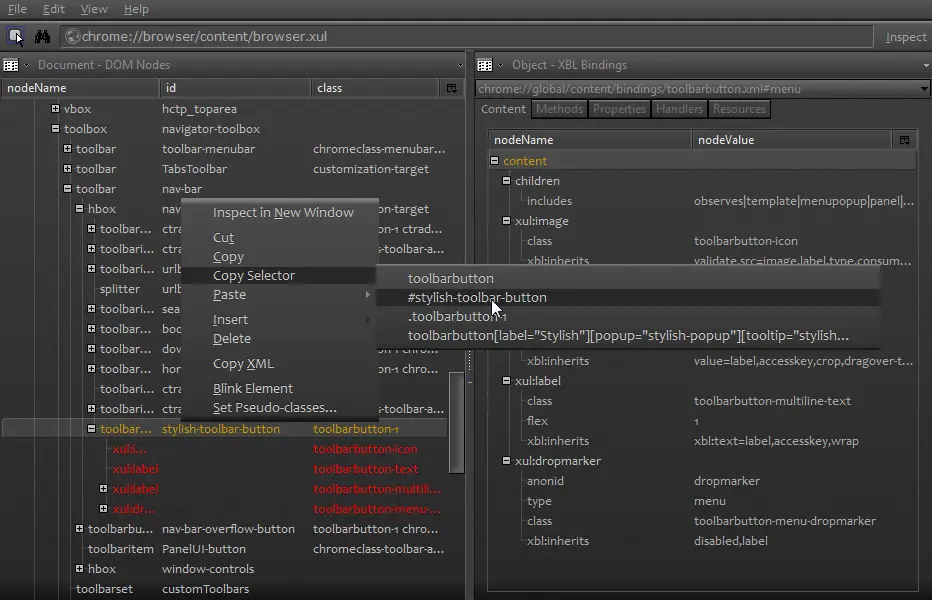 File Edit View Help
chrome://browser/content/browser.xul Inspect
Document - DOM Nodes
nodeName id class
vbox hctp_toparea
toolbox navigator-toolbox
toolbar toolbar-menubar chromeclass-menubar...
toolbar TabsToolbar customization-target
toolbar nav-bar
hbox nav -target
toolbari... ctra -1 ctrad...
toolbari... ctra s-toolbar-a...
toolbari... urlb
splitter urlb
toolbari... sea
toolbar... boo
toolbar... dow
toolbar... hor -1 chro...
toolbari... ctra
toolbari... ctra s-toolbar-a...
toolbar... stylish-toolbar-button toolbarbutton-1
xul:i... toolbarbutton-icon
xul:label toolbarbutton-text
xul:label toolbarbutton-multili...
xul:dr... toolbarbutton-menu-...
toolbarbu... nav-bar-overflow-button toolbarbutton-1 chro...
toolbaritem PanelUI-button chromeclass-toolbar-a...
hbox window-controls
toolbarset customToolbars
Inspect in New Window
Cut
Copy
Copy Selector
Paste
Insert
Delete
Copy XML
Blink Element
Set Pseudo-classes...
toolbarbutton
#stylish-toolbar-button
.toolbarbutton-1
toolbarbutton[label="Stylish"][popup="stylish-popup"][tooltip="stylish...
Object - XBL Bindings
chrome://global/content/bindings/toolbarbutton.xml#menu
Content Methods Properties Handlers Resources
nodeName nodeValue
content
children
includes observes|template|menupopup|panel|...
xul:image
class toolbarbutton-icon
xbl:inherits validate,src=image,label,type,consum...
xbl:inherits value=label,accesskey,crop,dragover-t...
xul:label
class toolbarbutton-multiline-text
flex 1
xbl:inherits xbl:text=label,accesskey,wrap
xul:dropmarker
anonid dropmarker
type menu
class toolbarbutton-menu-dropmarker
xbl:inherits disabled,label